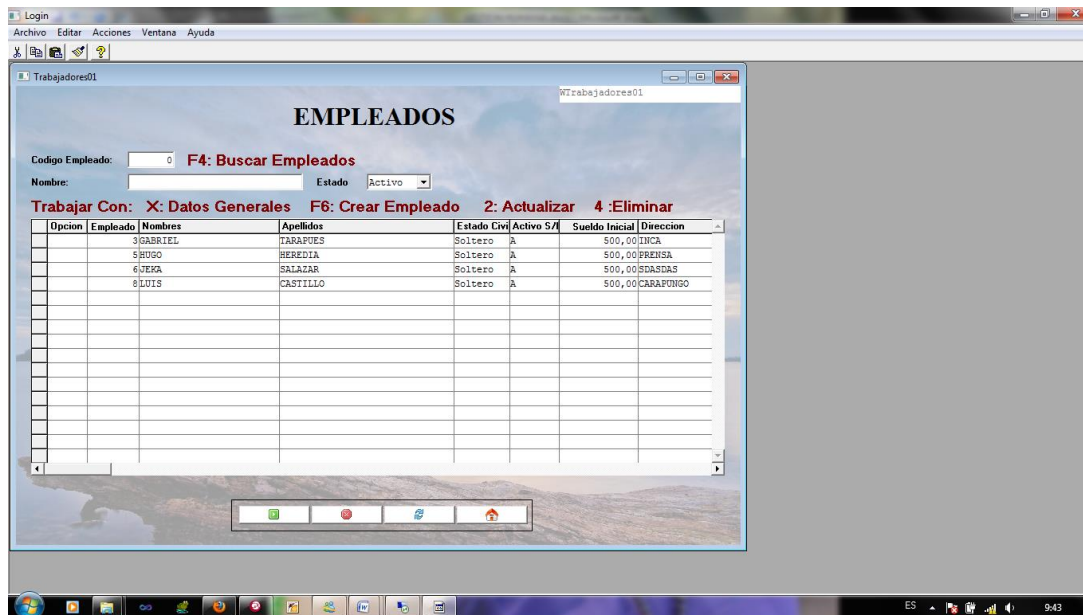 Login
Archivo Editar Acciones Ventana Ayuda
Trabajadores01
WTrabajadores01
EMPLEADOS
Codigo Empleado: 0 F4: Buscar Empleados
Nombre: Estado Activo
Trabajar Con: X: Datos Generales F6: Crear Empleado 2: Actualizar 4 :Eliminar
Opcion Empleado Nombres Apellidos Estado Civi Activo S/I Sueldo Inicial Direccion
3 GABRIEL TARAPUES Soltero A 500,00 INCA
5 HUGO HEREDIA Soltero A 500,00 PRENSA
6 JEKA SALAZAR Soltero A 500,00 SDASDAS
8 LUIS CASTILLO Soltero A 500,00 CARAPUNGO
ES 9:43